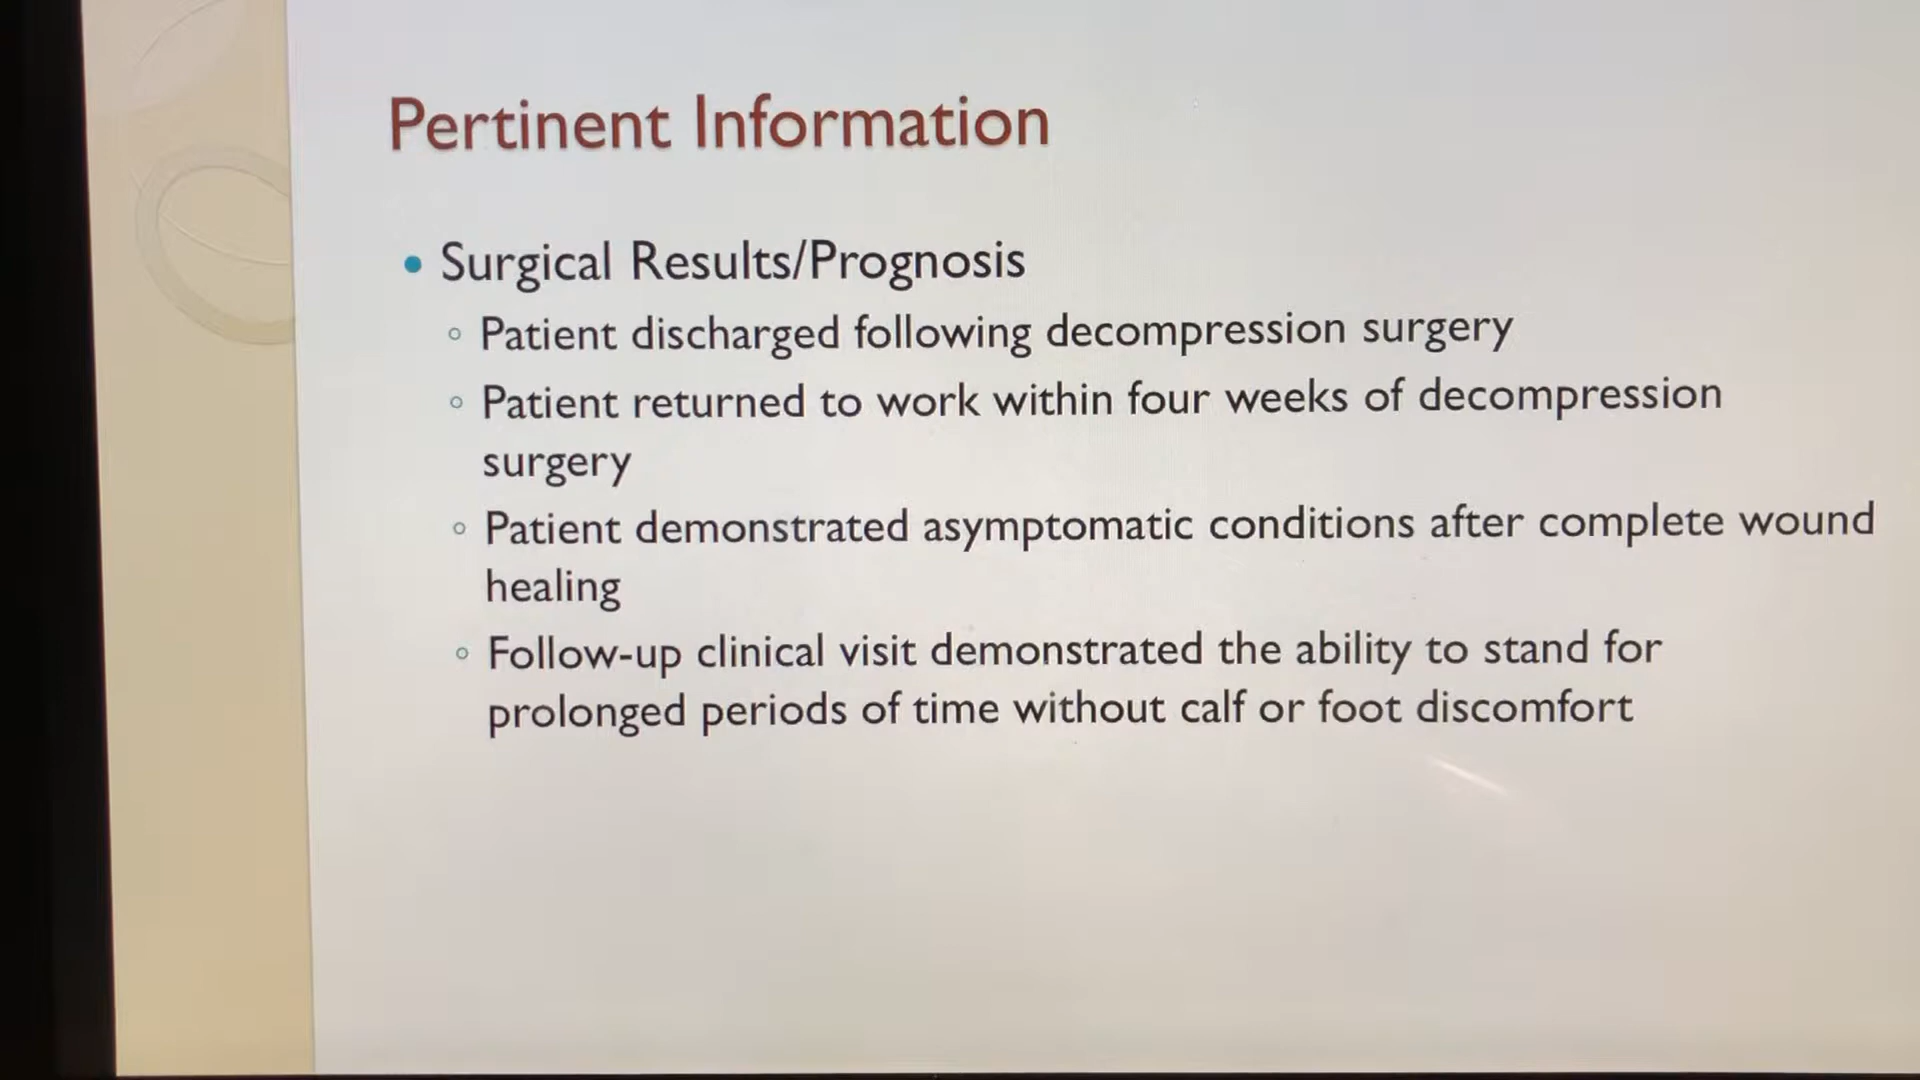 Pertinent Information
• Surgical Results/Prognosis
◦ Patient discharged following decompression surgery
◦ Patient returned to work within four weeks of decompression
surgery
◦ Patient demonstrated asymptomatic conditions after complete wound
healing
◦ Follow-up clinical visit demonstrated the ability to stand for
prolonged periods of time without calf or foot discomfort